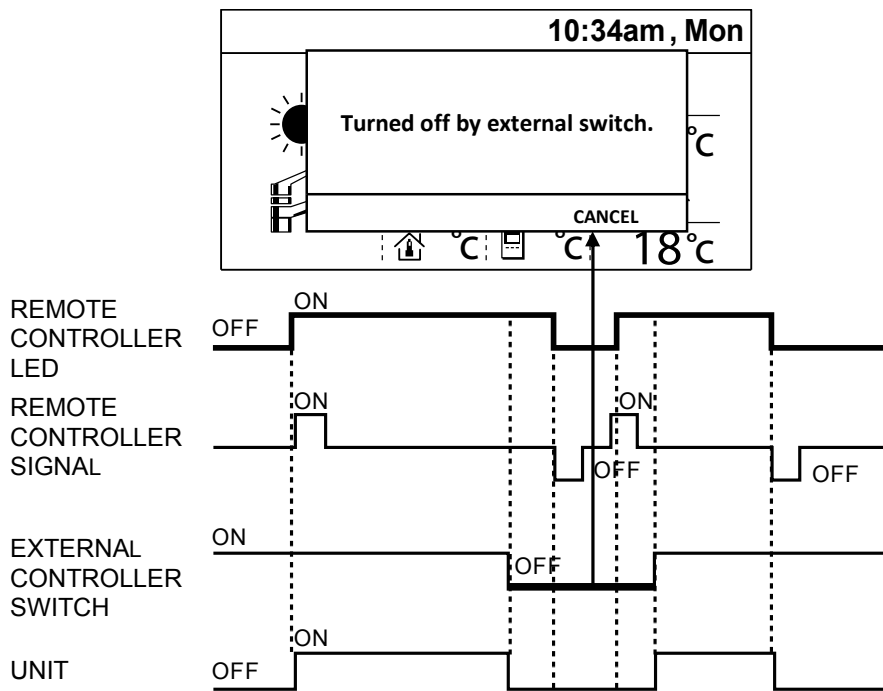 10:34am , Mon
Turned off by external switch.
°C
CANCEL
°C °C 18°C
REMOTE
CONTROLLER
LED
OFF
ON
REMOTE
CONTROLLER
SIGNAL
ON
OFF
ON
OFF
EXTERNAL
CONTROLLER
SWITCH
ON
OFF
UNIT
OFF
ON